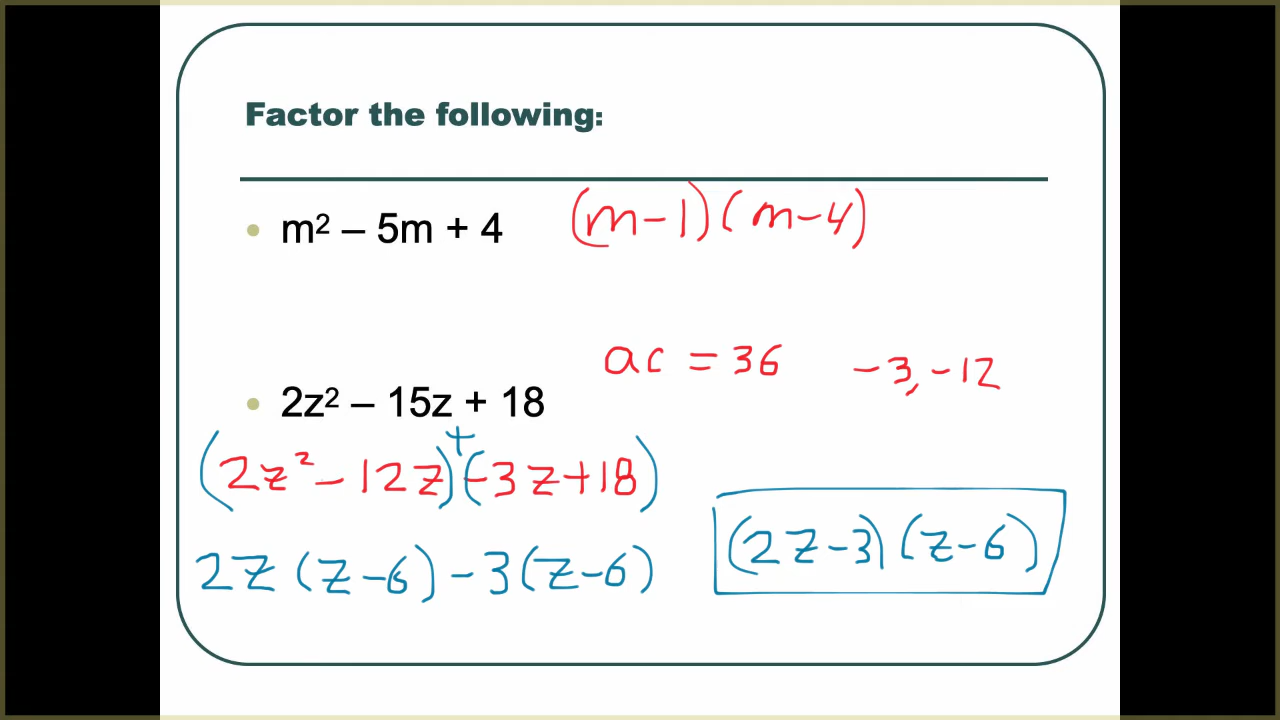 Factor the following:
• m² – 5m + 4 (m-1)(m-4)
ac = 36 -3,-12
• 2z² – 15z + 18
(2z²-12z)+(-3z+18)
2z(z-6)-3(z-6) (2z-3)(z-6)